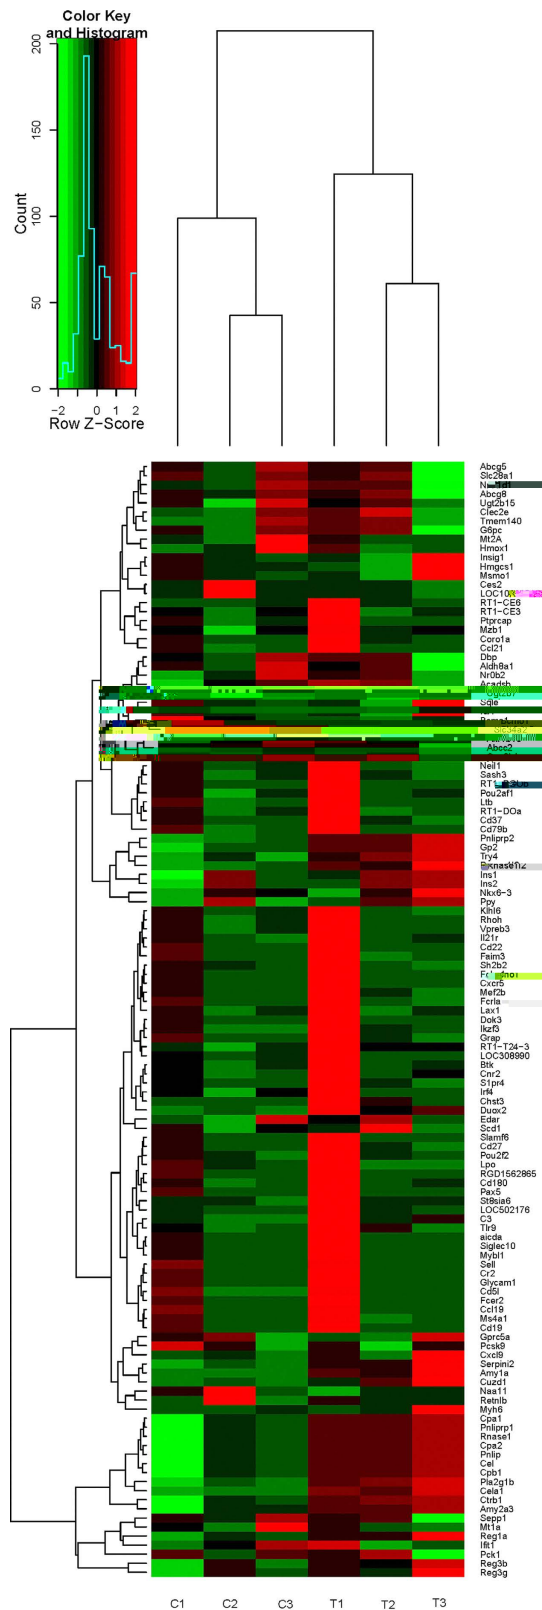 Color Key
and Histogram
200
150
100
50
0
Count
−2
−1
0
1
2
Row Z−Score
Abcg5
Slc28a1
Abcg8
Ugt2b15
Clec2e
Tmem140
G6pc
Mt2A
Hmox1
Insig1
Hmgcs1
Msmo1
Ces2
RT1−CE6
RT1−CE3
Ptprcap
Mzb1
Coro1a
Ccl21
Dbp
Aldh8a1
Nr0b2
Acadsb
Sqle
Slc34a2
Abcc2
Neil1
Sash3
Pou2af1
Ltb
RT1−DOa
Cd37
Cd79b
Pnliprp2
Gp2
Try4
Ins1
Ins2
Nkx6−3
Ppy
Klhl6
Rhoh
Vpreb3
Il21r
Cd22
Faim3
Sh2b2
Cxcr5
Mef2b
Fcrla
Lax1
Dok3
Ikzf3
Grap
RT1−T24−3
LOC308990
Btk
Cnr2
S1pr4
Irf4
Chst3
Duox2
Edar
Scd1
Slamf6
Cd27
Pou2f2
Lpo
RGD1562865
Cd180
Pax5
St8sia6
LOC502176
C3
Tlr9
aicda
Siglec10
Mybl1
Sell
Cr2
Glycam1
Cd5l
Fcer2
Ccl19
Ms4a1
Cd19
Gprc5a
Pcsk9
Cxcl9
Serpini2
Amy1a
Cuzd1
Naa11
Retnlb
Myh6
Cpa1
Pnliprp1
Rnase1
Cpa2
Pnlip
Cel
Cpb1
Pla2g1b
Cela1
Ctrb1
Amy2a3
Sepp1
Mt1a
Reg1a
Ifit1
Pck1
Reg3b
Reg3g
C1 C2 C3 T1 T2 T3